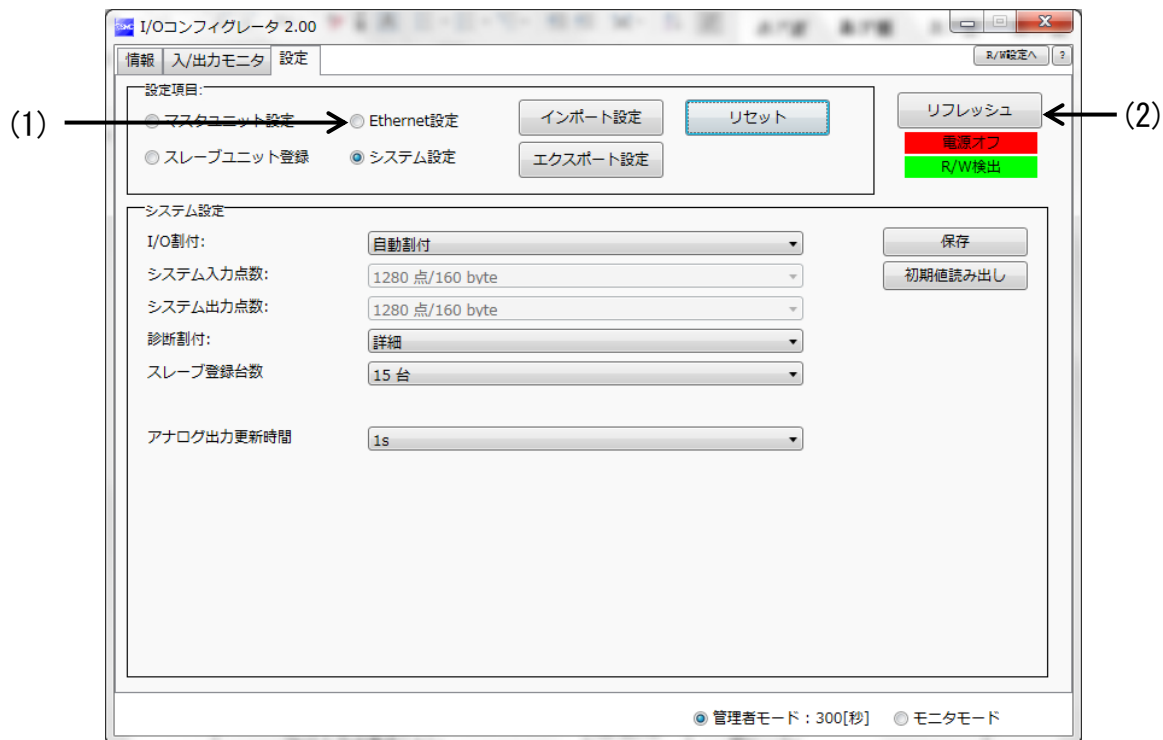 I/Oコンフィグレータ 2.00
情報 入/出力モニタ 設定 R/W設定へ ?
設定項目:
(1) マスタユニット設定 Ethernet設定 インポート設定 リセット リフレッシュ (2)
電源オフ
スレーブユニット登録 システム設定 エクスポート設定 R/W検出
システム設定
I/O割付: 自動割付 保存
システム入力点数: 1280 点/160 byte 初期値読み出し
システム出力点数: 1280 点/160 byte
診断割付: 詳細
スレーブ登録台数 15 台
アナログ出力更新時間 1s
管理者モード:300[秒] モニタモード